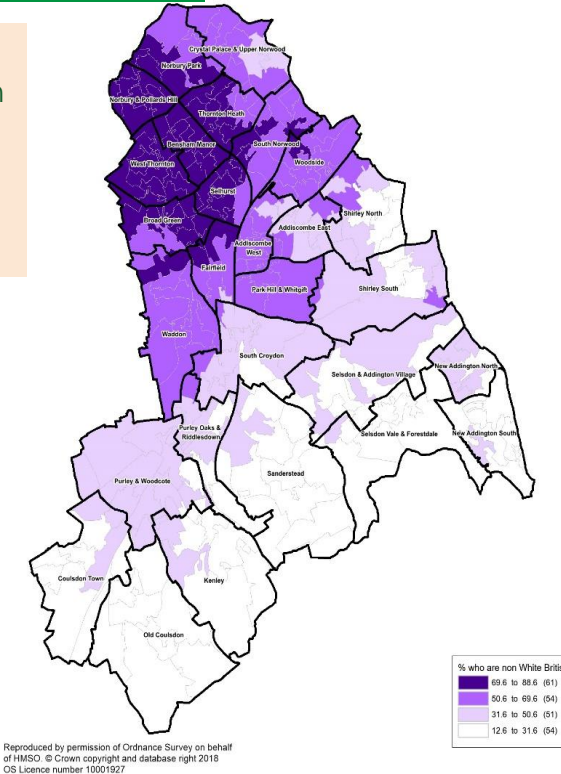 n
Crystal Palace & Upper Norwood
Norbury Park
Norbury & Pollards Hill
Thornton Heath
Bensham Manor
South Norwood
West Thornton
Woodside
Selhurst
Shirley North
Broad Green
Addiscombe East
Addiscombe
West
Fairfield
Park Hill & Whitgift
Shirley South
Waddon
South Croydon
New Addington North
Selsdon & Addington Village
Purley Oaks &
Riddlesdown
Selsdon Vale & Forestdale
New Addington South
Sanderstead
Purley & Woodcote
Coulsdon Town
Kenley
Old Coulsdon
% who are non White Britis
69.6 to 88.6 (61)
50.6 to 69.6 (54)
31.6 to 50.6 (51)
12.6 to 31.6 (54)
Reproduced by permission of Ordnance Survey on behalf
of HMSO. © Crown copyright and database right 2018
OS Licence number 10001927